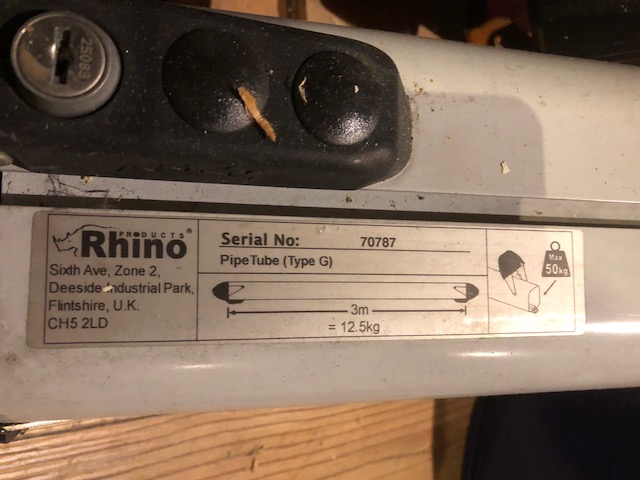 25083
PRODUCTS
Rhino®
Sixth Ave, Zone 2,
Deeside Industrial Park,
Flintshire, U.K.
CH5 2LD
Serial No: 70787
PipeTube (Type G)
3m
= 12.5kg
Max
50kg